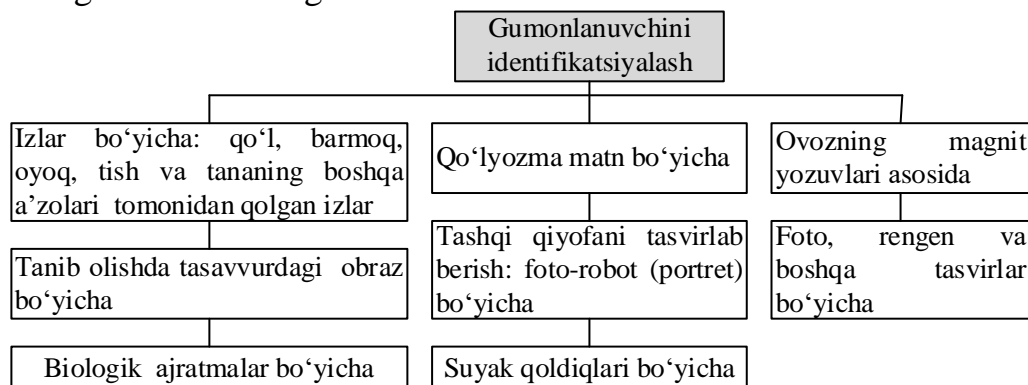 Gumonlanuvchini
identifikatsiyalash
Izlar bo‘yicha: qo‘l, barmoq,
oyoq, tish va tananing boshqa
a’zolari tomonidan qolgan izlar
Qo‘lyozma matn bo‘yicha
Ovozning magnit
yozuvlari asosida
Tanib olishda tasavvurdagi obraz
bo‘yicha
Tashqi qiyofani tasvirlab
berish: foto-robot (portret)
bo‘yicha
Foto, rengen va
boshqa tasvirlar
bo‘yicha
Biologik ajratmalar bo‘yicha
Suyak qoldiqlari bo‘yicha